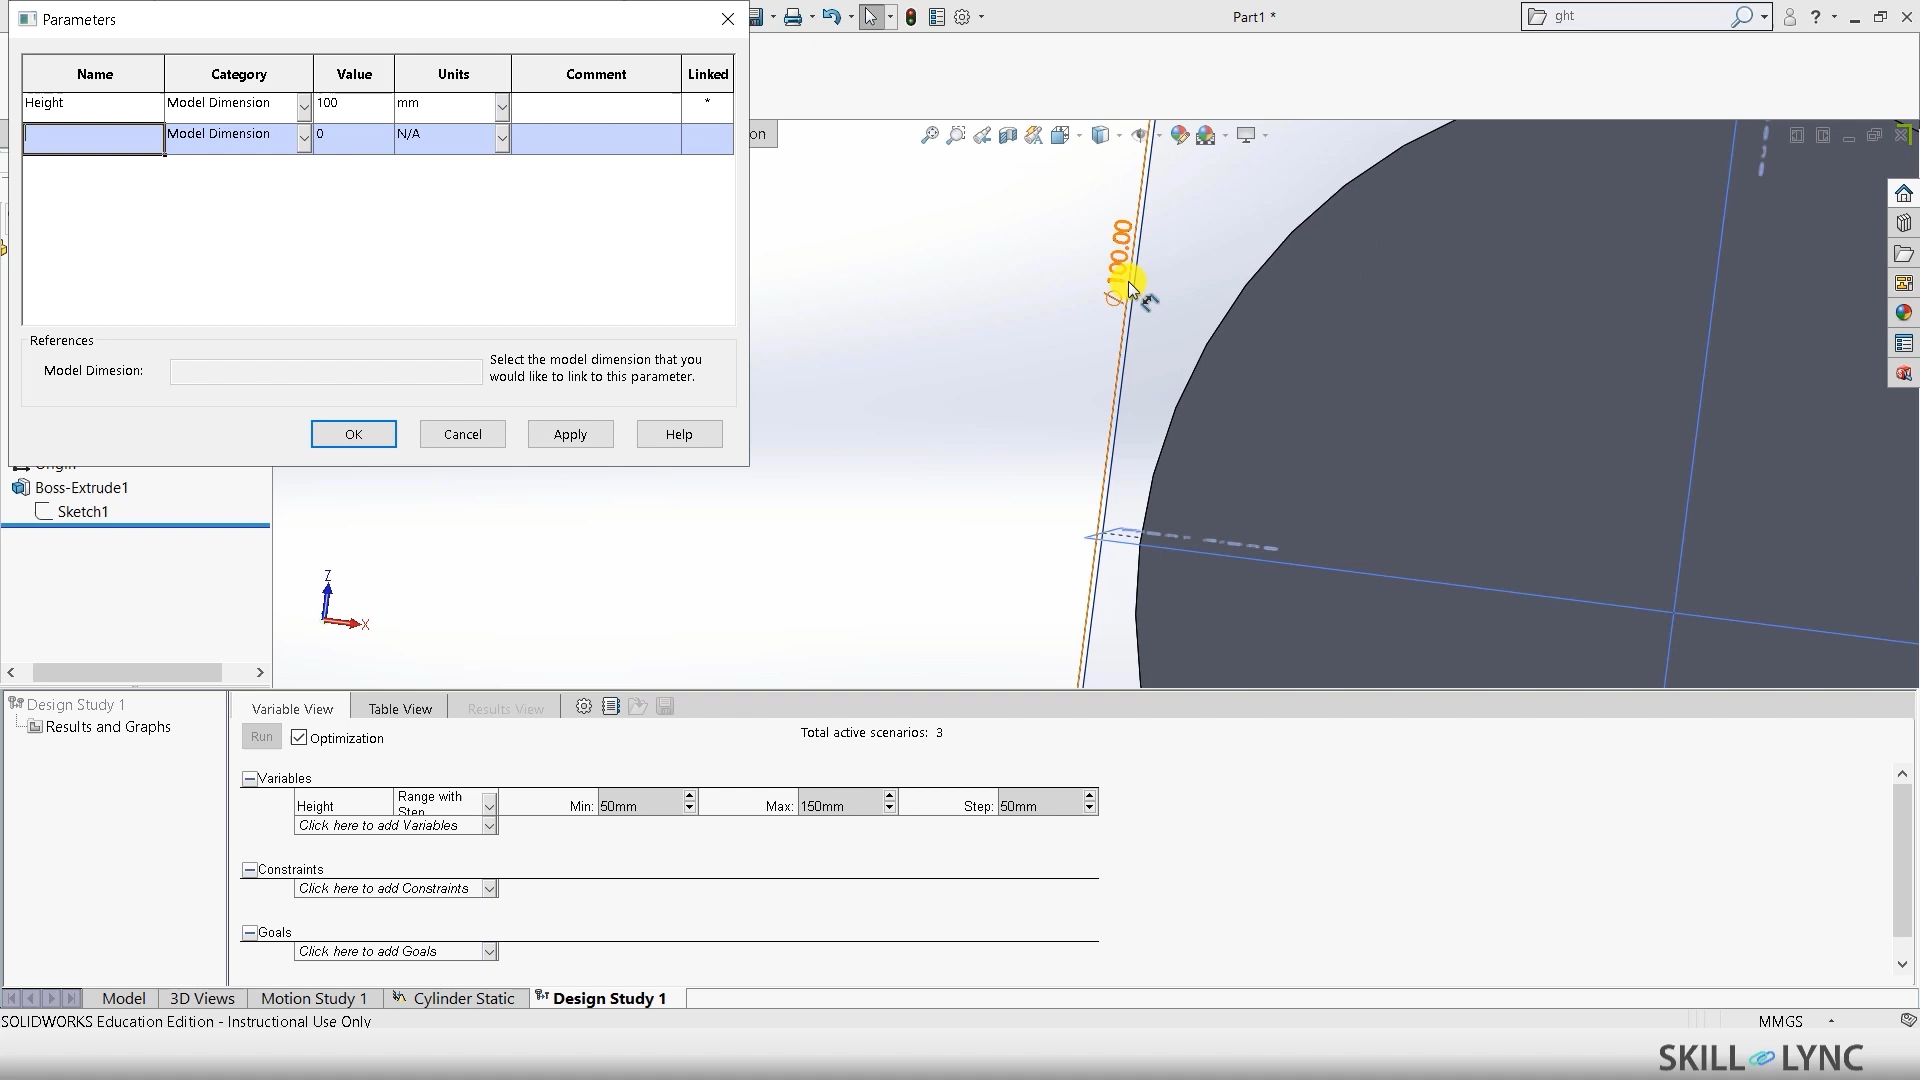 Parameters
Part1 *
ght
Name Category Value Units Comment Linked
Height Model Dimension 100 mm *
Model Dimension 0 N/A
on
100.00
References
Model Dimesion:
Select the model dimension that you
would like to link to this parameter.
OK Cancel Apply Help
Origin
Boss-Extrude1
Sketch1
Z
X
Design Study 1
Results and Graphs
Variable View Table View Results View
Run Optimization Total active scenarios: 3
Variables
Height Range with Step Min: 50mm Max: 150mm Step: 50mm
Click here to add Variables
Constraints
Click here to add Constraints
Goals
Click here to add Goals
Model 3D Views Motion Study 1 Cylinder Static Design Study 1
SOLIDWORKS Education Edition - Instructional Use Only
MMGS
SKILL LYNC